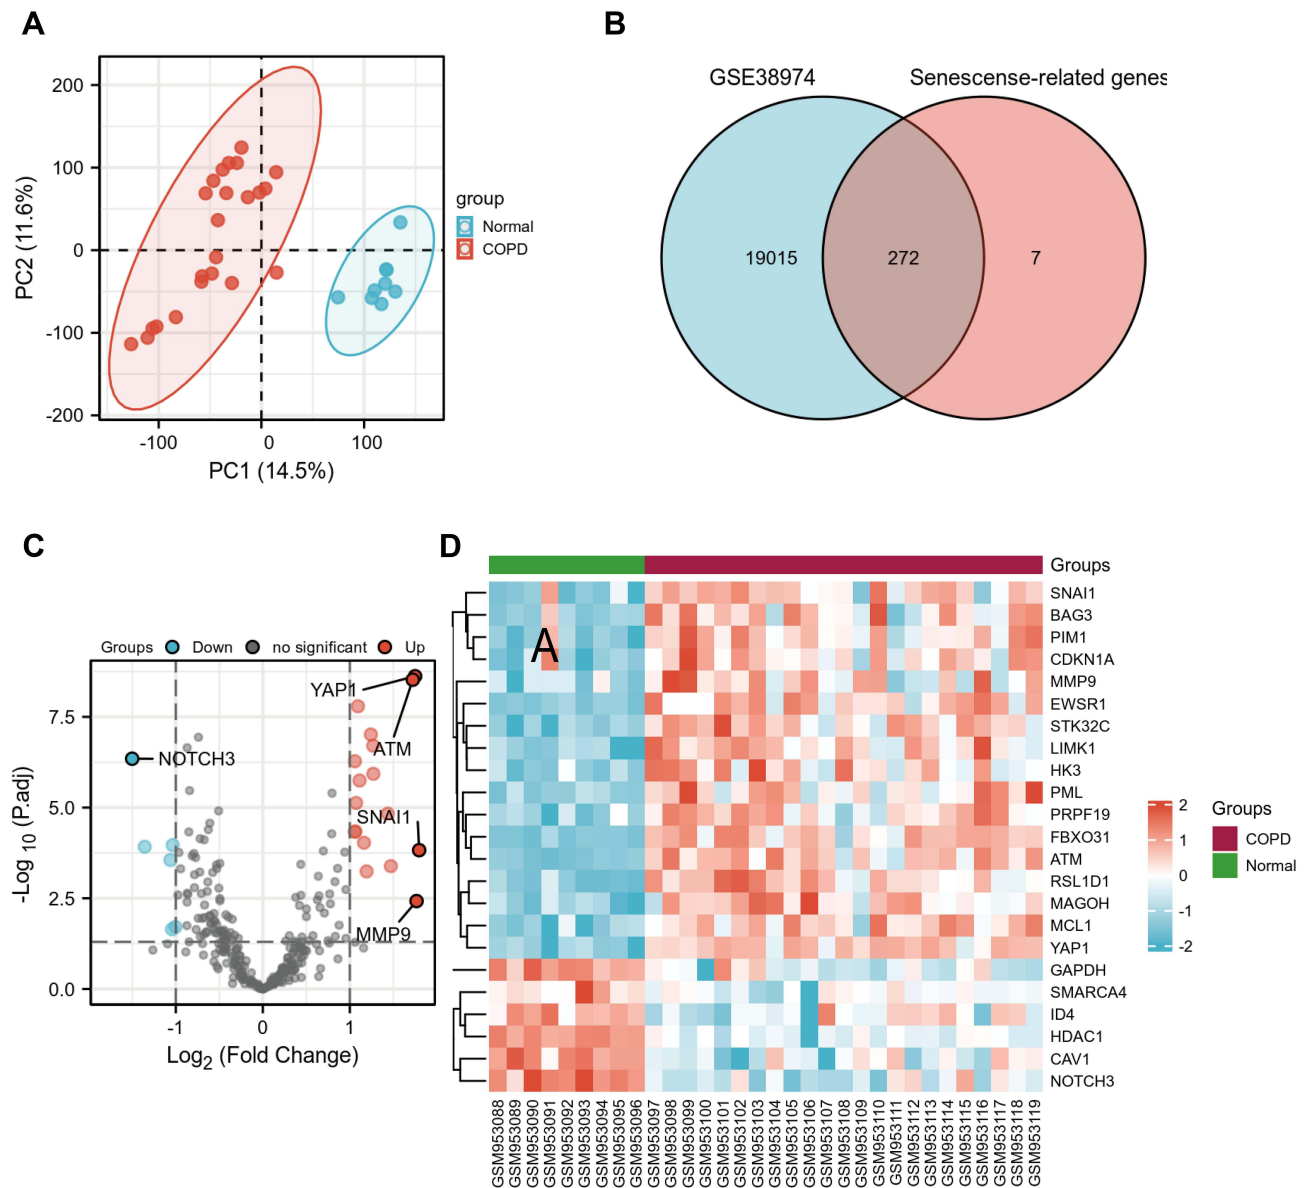 A
200
100
0
-100
-200
PC2 (11.6%)
-100
0
100
PC1 (14.5%)
group
Normal
COPD
B
GSE38974
Senescense-related genes
19015
272
7
C
Groups
Down
no significant
Up
YAP1
ATM
NOTCH3
SNAI1
MMP9
7.5
5.0
2.5
0.0
-Log 10 (P.adj)
-1
0
1
Log2 (Fold Change)
D
Groups
A
SNAI1
BAG3
PIM1
CDKN1A
MMP9
EWSR1
STK32C
LIMK1
HK3
PML
PRPF19
FBXO31
ATM
RSL1D1
MAGOH
MCL1
YAP1
GAPDH
SMARCA4
ID4
HDAC1
CAV1
NOTCH3
GSM953088
GSM953089
GSM953090
GSM953091
GSM953092
GSM953093
GSM953094
GSM953095
GSM953096
GSM953097
GSM953098
GSM953099
GSM953100
GSM953101
GSM953102
GSM953103
GSM953104
GSM953105
GSM953106
GSM953107
GSM953108
GSM953109
GSM953110
GSM953111
GSM953112
GSM953113
GSM953114
GSM953115
GSM953116
GSM953117
GSM953118
GSM953119
2
1
0
-1
-2
Groups
COPD
Normal